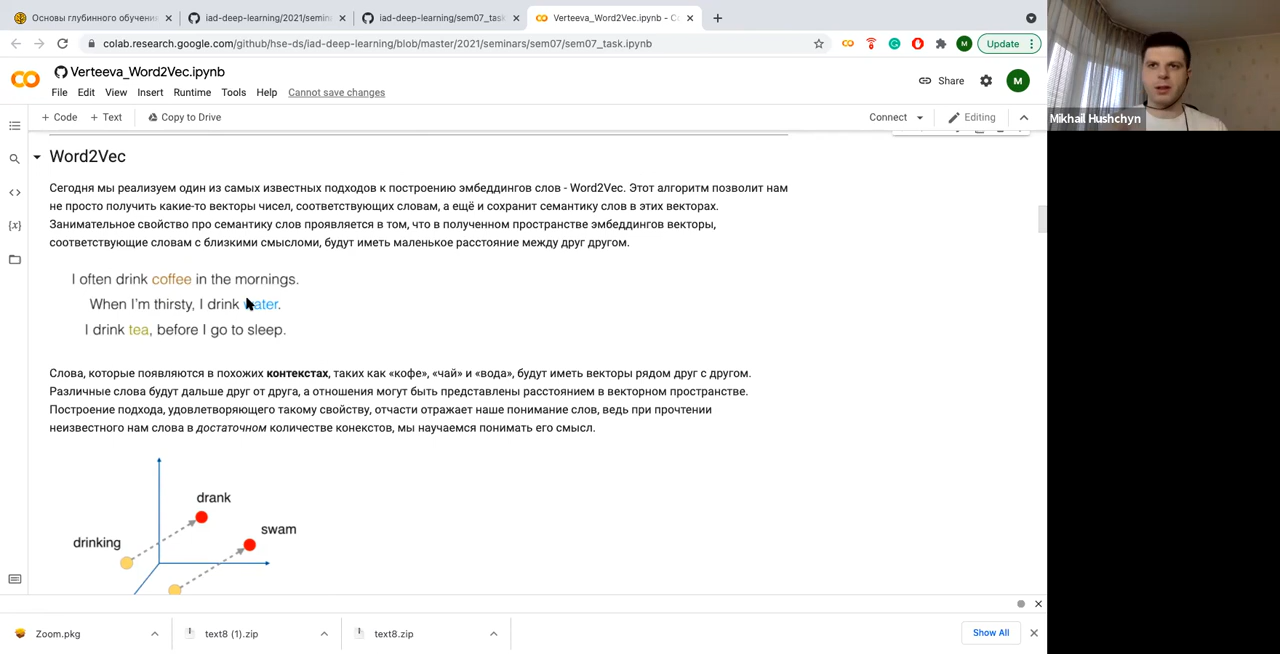 Основы глубинного обучени
iad-deep-learning/2021/semin
iad-deep-learning/sem07_task
Verteeva_Word2Vec.ipynb - Co
colab.research.google.com/github/hse-ds/iad-deep-learning/blob/master/2021/seminars/sem07/sem07_task.ipynb
M
Update
Verteeva_Word2Vec.ipynb
File Edit View Insert Runtime Tools Help Cannot save changes
Share
M
+ Code + Text Copy to Drive
Connect
Editing
Mikhail Hushchyn
Word2Vec
Сегодня мы реализуем один из самых известных подходов к построению эмбеддингов слов - Word2Vec. Этот алгоритм позволит нам
не просто получить какие-то векторы чисел, соответствующих словам, а ещё и сохранит семантику слов в этих векторах.
Занимательное свойство про семантику слов проявляется в том, что в полученном пространстве эмбеддингов векторы,
соответствующие словам с близкими смысломи, будут иметь маленькое расстояние между друг другом.
I often drink coffee in the mornings.
When I'm thirsty, I drink water.
I drink tea, before I go to sleep.
Слова, которые появляются в похожих контекстах, таких как «кофе», «чай» и «вода», будут иметь векторы рядом друг с другом.
Различные слова будут дальше друг от друга, а отношения могут быть представлены расстоянием в векторном пространстве.
Построение подхода, удовлетворяющего такому свойству, отчасти отражает наше понимание слов, ведь при прочтении
неизвестного нам слова в достаточном количестве конекстов, мы научаемся понимать его смысл.
drank
swam
drinking
{x}
Zoom.pkg
text8 (1).zip
text8.zip
Show All